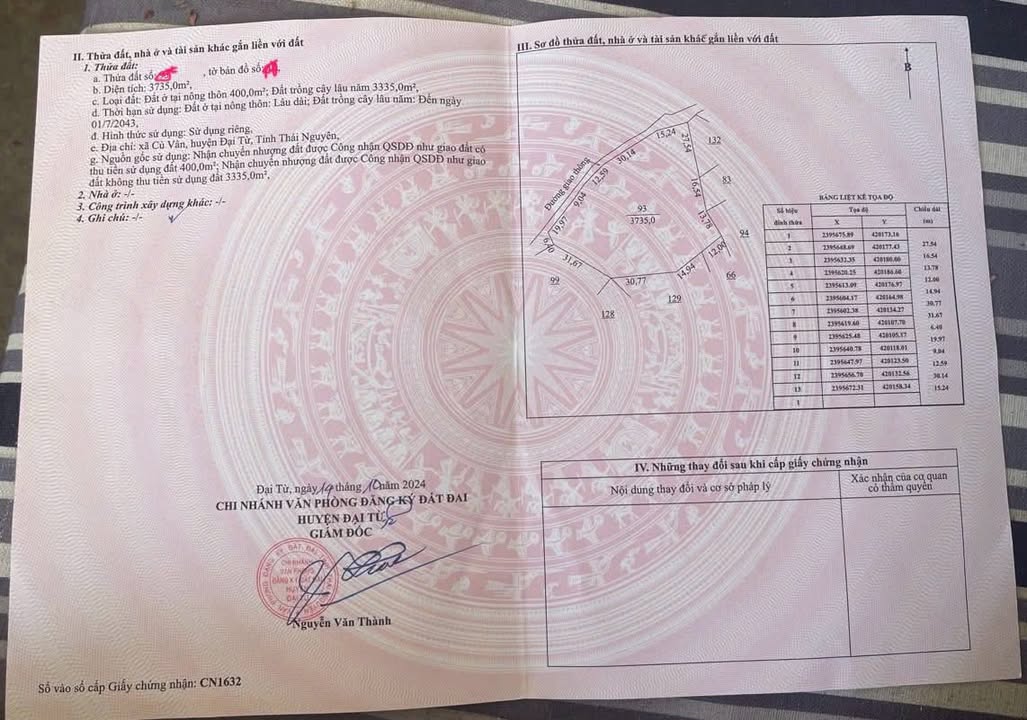 II. Thửa đất, nhà ở và tài sản khác gắn liền với đất
1. Thửa đất:
a. Thửa đất số: , tờ bản đồ số:
b. Diện tích: 3735,0m²,
c. Loại đất: Đất ở tại nông thôn 400,0m²; Đất trồng cây lâu năm 3335,0m²,
d. Thời hạn sử dụng: Đất ở tại nông thôn: Lâu dài; Đất trồng cây lâu năm: Đến ngày
01/7/2043,
đ. Hình thức sử dụng: Sử dụng riêng,
e. Địa chỉ: xã Cù Vân, huyện Đại Từ, Tỉnh Thái Nguyên,
g. Nguồn gốc sử dụng: Nhận chuyển nhượng đất được Công nhận QSDĐ như giao đất có
thu tiền sử dụng đất 400,0m²; Nhận chuyển nhượng đất được Công nhận QSDĐ như giao
đất không thu tiền sử dụng đất 3335,0m²,
2. Nhà ở: -/-
3. Công trình xây dựng khác: -/-
4. Ghi chú: -/-
Đại Từ, ngày 14 tháng 10 năm 2024
CHI NHÁNH VĂN PHÒNG ĐĂNG KÝ ĐẤT ĐAI
HUYỆN ĐẠI TỪ
GIÁM ĐỐC
Nguyễn Văn Thành
Số vào sổ cấp Giấy chứng nhận: CN1632
III. Sơ đồ thửa đất, nhà ở và tài sản khác gắn liền với đất
B
Đường giao thông
15,24
27,54
132
30,14
12,59
16,54
83
9,04
93
3735,0
13,78
19,97
94
6,40
12,00
31,67
14,94
66
99
30,77
129
128
BẢNG LIỆT KÊ TỌA ĐỘ
Số hiệu đỉnh thửa Tọa độ Chiều dài (m)
X Y
1 2395675.89 420173.16
27.54
2 2395648.69 420177.43
16.54
3 2395632.35 420180.00
13.78
4 2395620.25 420186.60
12.00
5 2395613.09 420176.97
14.94
6 2395604.17 420164.98
30.77
7 2395602.38 420134.27
31.67
8 2395619.60 420107.70
6.40
9 2395625.48 420105.17
19.97
10 2395640.78 420118.01
9.04
11 2395647.97 420123.50
12.59
12 2395656.70 420132.56
30.14
13 2395672.31 420158.34
15.24
1
IV. Những thay đổi sau khi cấp giấy chứng nhận
Nội dung thay đổi và cơ sở pháp lý
Xác nhận của cơ quan
có thẩm quyền